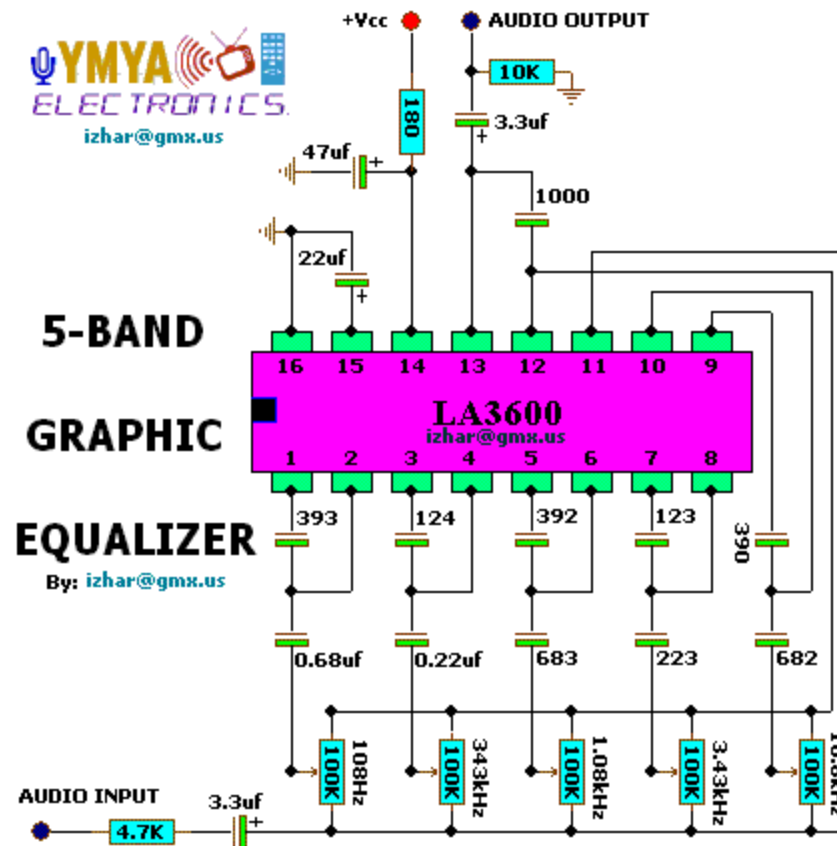 YMYA
ELECTRONICS.
izhar@gmx.us
+Vcc
AUDIO OUTPUT
10K
180
3.3uf
47uf
1000
22uf
5-BAND
GRAPHIC
EQUALIZER
By: izhar@gmx.us
16 15 14 13 12 11 10 9
LA3600
izhar@gmx.us
1 2 3 4 5 6 7 8
393 124 392 123 390
0.68uf 0.22uf 683 223 682
100K 108Hz 100K 343kHz 100K 1.08kHz 100K 3.43kHz 100K
AUDIO INPUT
3.3uf
4.7K